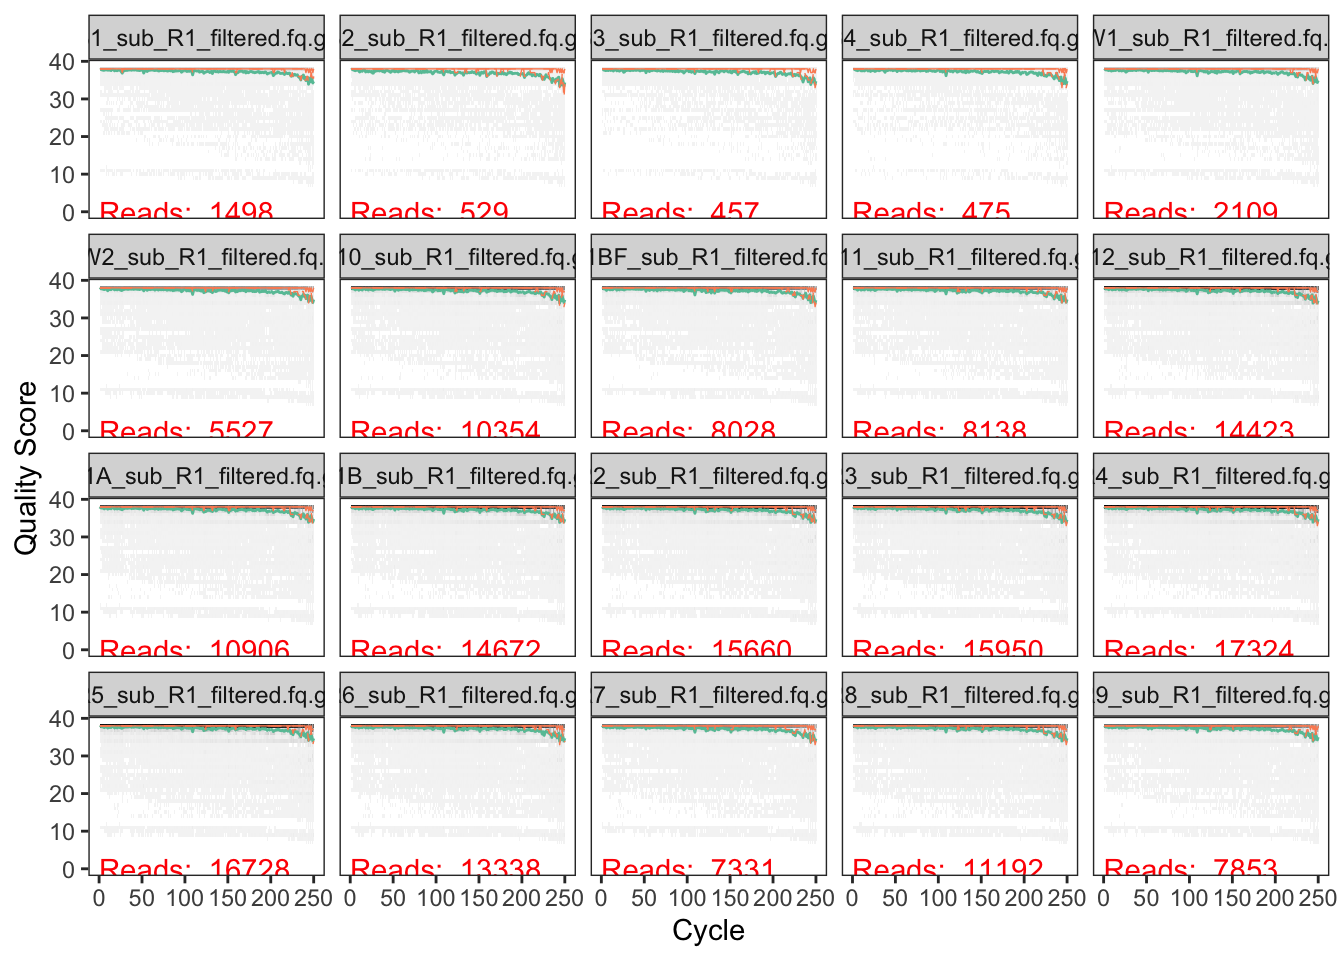 1_sub_R1_filtered.fq.g 2_sub_R1_filtered.fq.g 3_sub_R1_filtered.fq.g 4_sub_R1_filtered.fq.g W1_sub_R1_filtered.fq.
40
30
20
10
0
Reads: 1498 Reads: 529 Reads: 457 Reads: 475 Reads: 2109
W2_sub_R1_filtered.fq. 10_sub_R1_filtered.fq.g 1BF_sub_R1_filtered.fq 11_sub_R1_filtered.fq.g 12_sub_R1_filtered.fq.g
40
30
20
10
0
Reads: 5527 Reads: 10354 Reads: 8028 Reads: 8138 Reads: 14423
Quality Score
1A_sub_R1_filtered.fq.g 1B_sub_R1_filtered.fq.g 2_sub_R1_filtered.fq.g 3_sub_R1_filtered.fq.g 4_sub_R1_filtered.fq.g
40
30
20
10
0
Reads: 10906 Reads: 14672 Reads: 15660 Reads: 15950 Reads: 17324
5_sub_R1_filtered.fq.g 6_sub_R1_filtered.fq.g 7_sub_R1_filtered.fq.g 8_sub_R1_filtered.fq.g 9_sub_R1_filtered.fq.g
40
30
20
10
0
Reads: 16728 Reads: 13338 Reads: 7331 Reads: 11192 Reads: 7853
0 50 100 150 200 250 0 50 100 150 200 250 0 50 100 150 200 250 0 50 100 150 200 250 0 50 100 150 200 250
Cycle